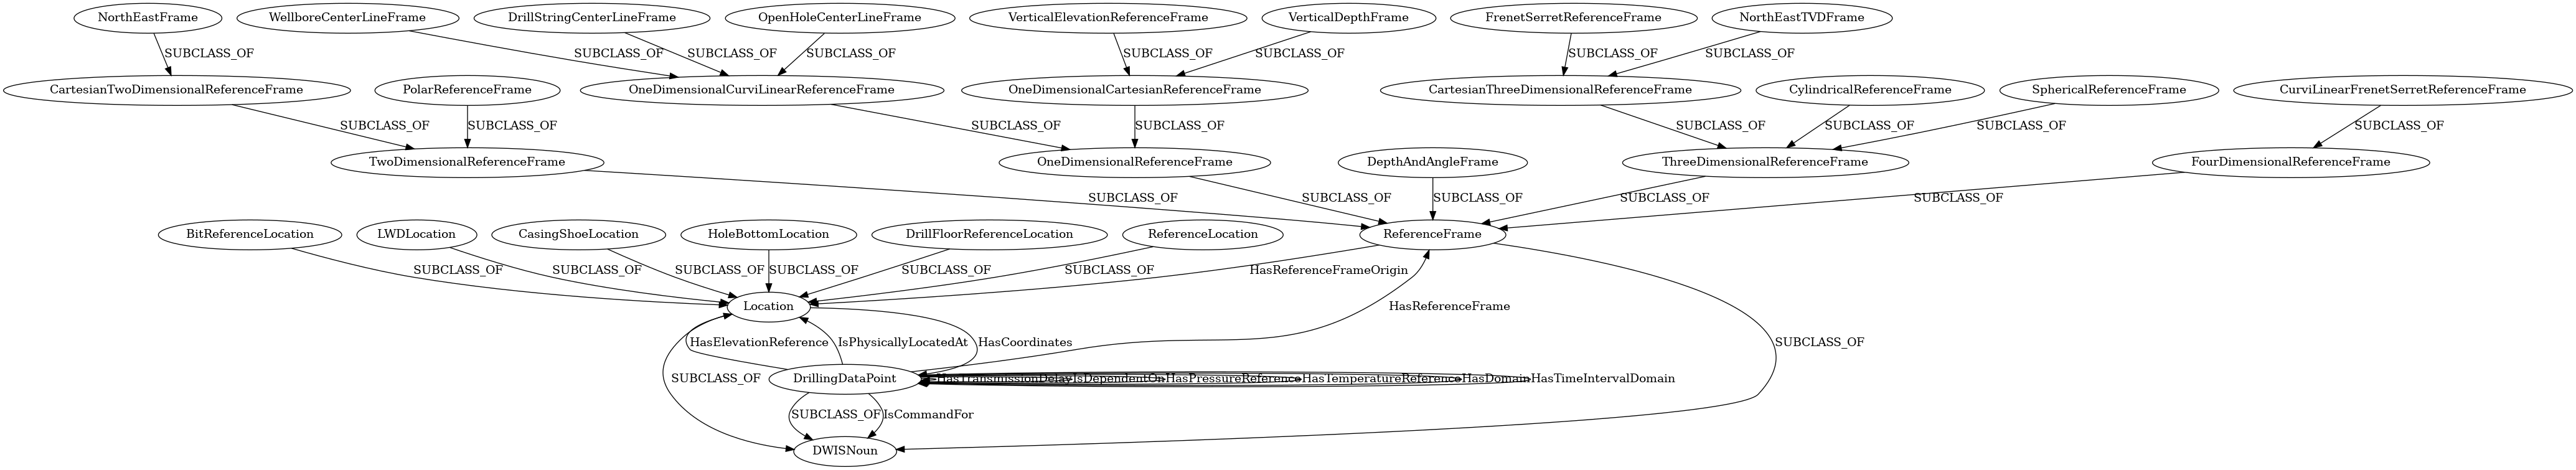 NorthEastFrame
WellboreCenterLineFrame
DrillStringCenterLineFrame
OpenHoleCenterLineFrame
VerticalElevationReferenceFrame
VerticalDepthFrame
FrenetSerretReferenceFrame
NorthEastTVDFrame
SUBCLASS_OF
SUBCLASS_OF
SUBCLASS_OF
SUBCLASS_OF
SUBCLASS_OF
SUBCLASS_OF
SUBCLASS_OF
SUBCLASS_OF
CartesianTwoDimensionalReferenceFrame
PolarReferenceFrame
OneDimensionalCurviLinearReferenceFrame
OneDimensionalCartesianReferenceFrame
CartesianThreeDimensionalReferenceFrame
CylindricalReferenceFrame
SphericalReferenceFrame
CurviLinearFrenetSerretReferenceFrame
SUBCLASS_OF
SUBCLASS_OF
SUBCLASS_OF
SUBCLASS_OF
SUBCLASS_OF
SUBCLASS_OF
SUBCLASS_OF
SUBCLASS_OF
TwoDimensionalReferenceFrame
OneDimensionalReferenceFrame
DepthAndAngleFrame
ThreeDimensionalReferenceFrame
FourDimensionalReferenceFrame
SUBCLASS_OF
SUBCLASS_OF
SUBCLASS_OF
SUBCLASS_OF
SUBCLASS_OF
BitReferenceLocation
LWDLocation
CasingShoeLocation
HoleBottomLocation
DrillFloorReferenceLocation
ReferenceLocation
ReferenceFrame
SUBCLASS_OF
SUBCLASS_OF
SUBCLASS_OF
SUBCLASS_OF
SUBCLASS_OF
SUBCLASS_OF
HasReferenceFrameOrigin
Location
HasReferenceFrame
HasElevationReference
IsPhysicallyLocatedAt
HasCoordinates
SUBCLASS_OF
SUBCLASS_OF
DrillingDataPoint
HasTransmissionDelay
IsDependentOn
HasPressureReference
HasTemperatureReference
HasDomain
HasTimeIntervalDomain
SUBCLASS_OF
IsCommandFor
DWISNoun